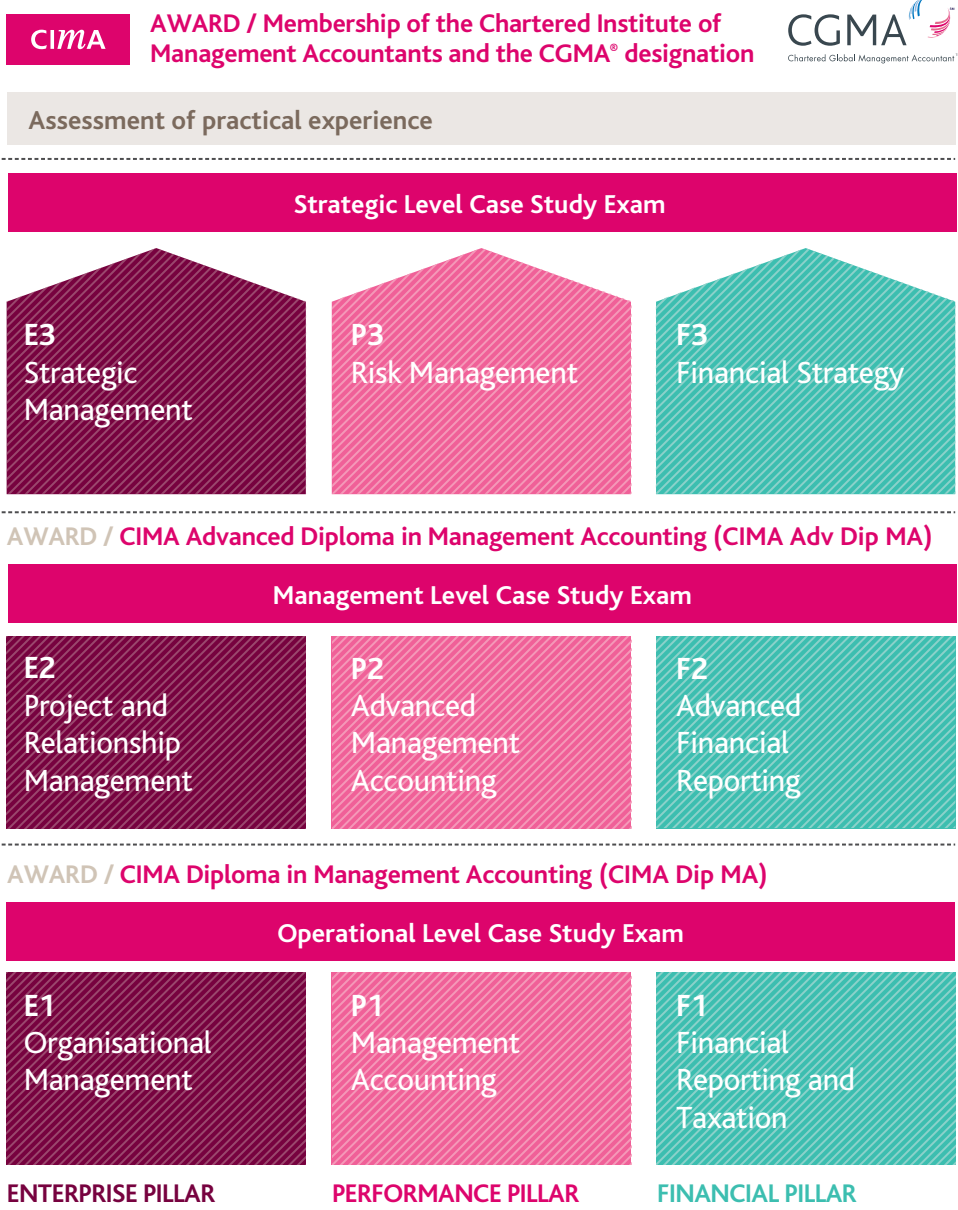 CIMA
AWARD / Membership of the Chartered Institute of
Management Accountants and the CGMA® designation
CGMA™
Chartered Global Management Accountant®
Assessment of practical experience
Strategic Level Case Study Exam
E3
Strategic
Management
P3
Risk Management
F3
Financial Strategy
AWARD / CIMA Advanced Diploma in Management Accounting (CIMA Adv Dip MA)
Management Level Case Study Exam
E2
Project and
Relationship
Management
P2
Advanced
Management
Accounting
F2
Advanced
Financial
Reporting
AWARD / CIMA Diploma in Management Accounting (CIMA Dip MA)
Operational Level Case Study Exam
E1
Organisational
Management
P1
Management
Accounting
F1
Financial
Reporting and
Taxation
ENTERPRISE PILLAR
PERFORMANCE PILLAR
FINANCIAL PILLAR